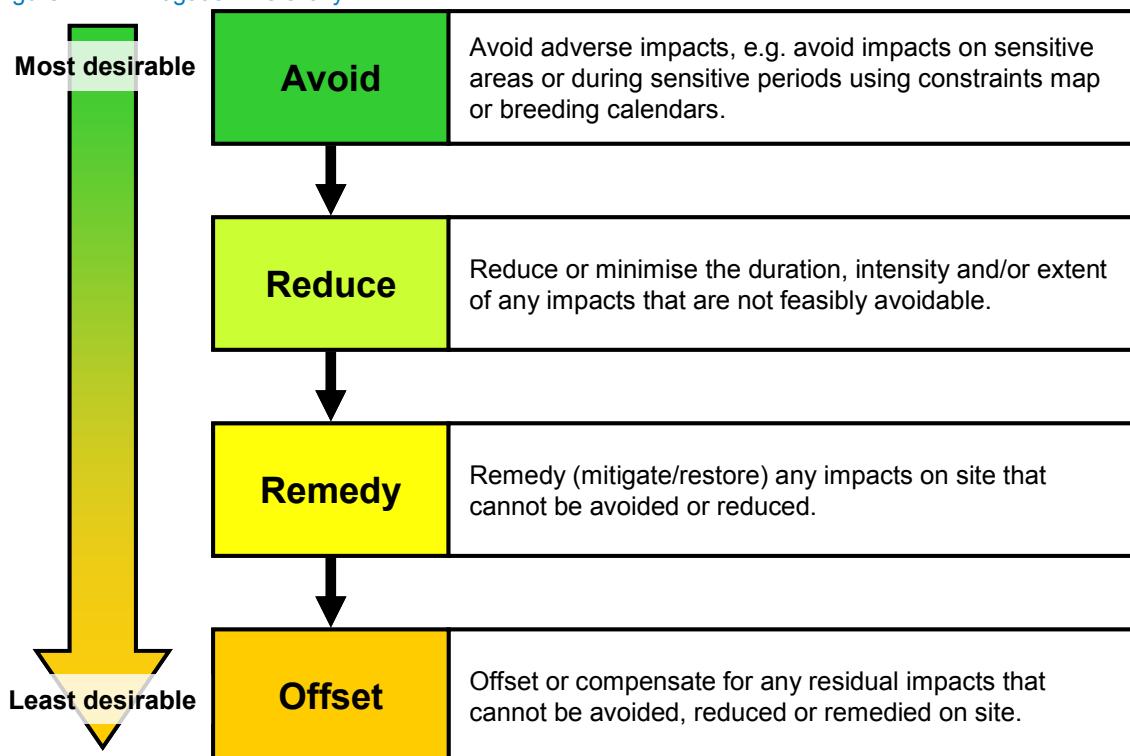 Most desirable
Avoid
Avoid adverse impacts, e.g. avoid impacts on sensitive
areas or during sensitive periods using constraints map
or breeding calendars.
Reduce
Reduce or minimise the duration, intensity and/or extent
of any impacts that are not feasibly avoidable.
Remedy
Remedy (mitigate/restore) any impacts on site that
cannot be avoided or reduced.
Least desirable
Offset
Offset or compensate for any residual impacts that
cannot be avoided, reduced or remedied on site.